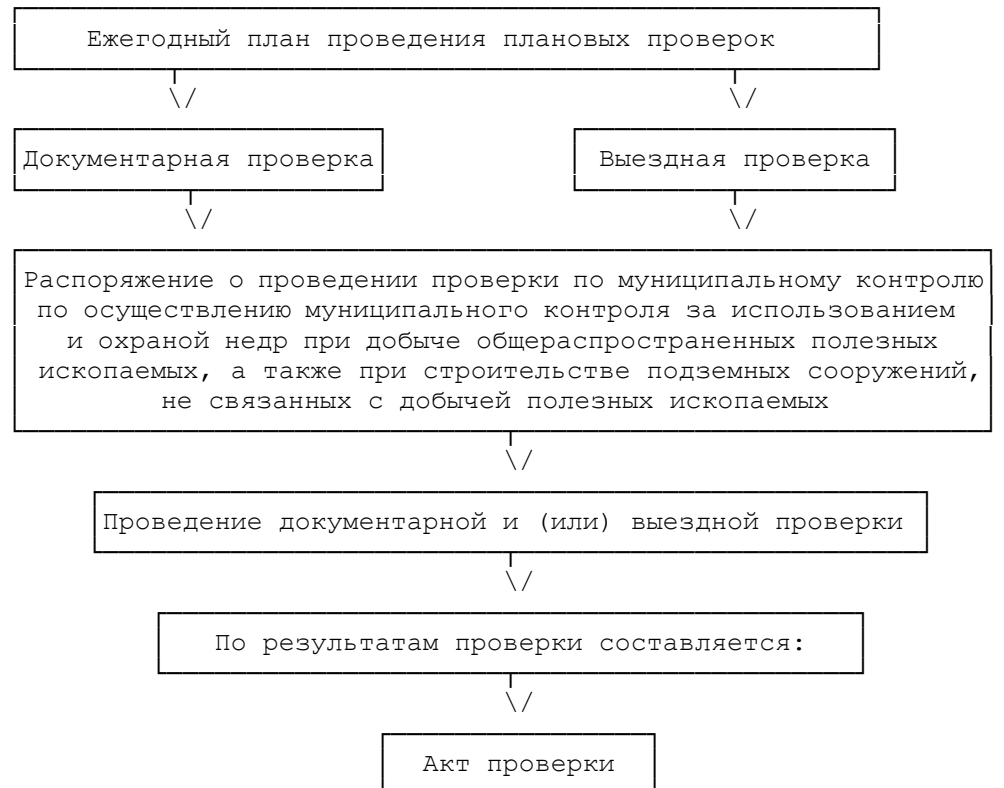 Ежегодный план проведения плановых проверок
Документарная проверка
Выездная проверка
Распоряжение о проведении проверки по муниципальному контролю
по осуществлению муниципального контроля за использованием
и охраной недр при добыче общераспространенных полезных
ископаемых, а также при строительстве подземных сооружений,
не связанных с добычей полезных ископаемых
Проведение документарной и (или) выездной проверки
По результатам проверки составляется:
Акт проверки